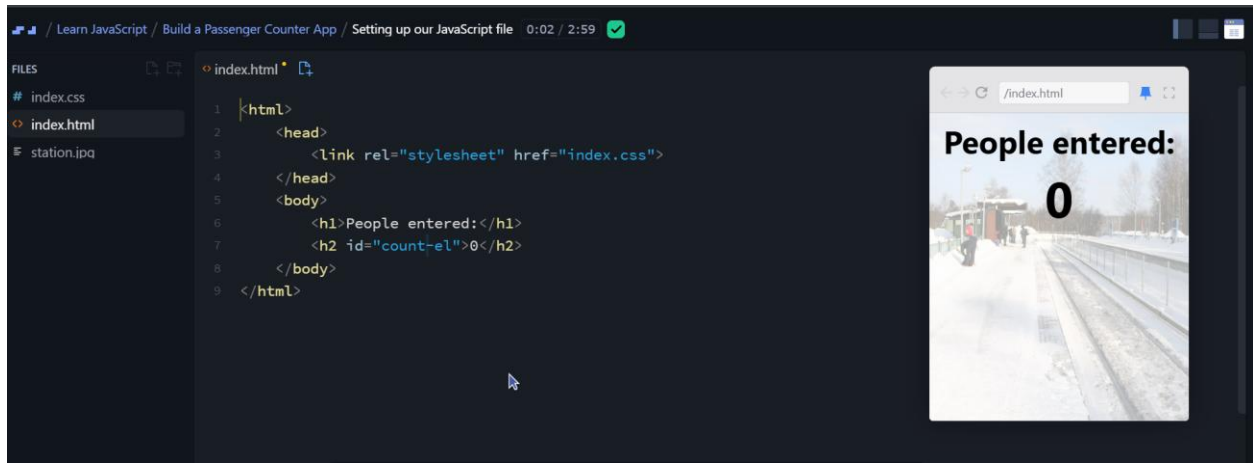 / Learn JavaScript / Build a Passenger Counter App / Setting up our JavaScript file 0:02 / 2:59
FILES
# index.css
<> index.html
station.jpg
<> index.html
1 <html>
2 <head>
3 <link rel="stylesheet" href="index.css">
4 </head>
5 <body>
6 <h1>People entered:</h1>
7 <h2 id="count-el">0</h2>
8 </body>
9 </html>
/index.html
People entered:
0